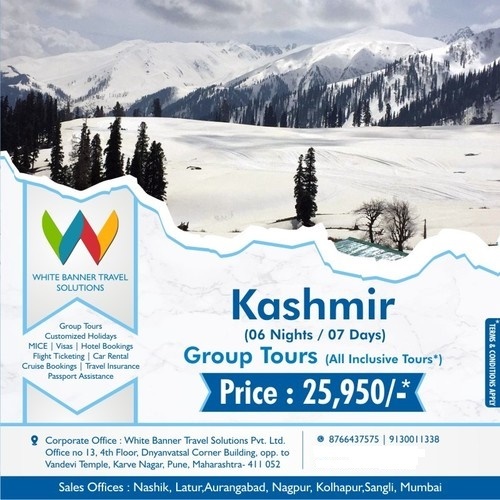 WHITE BANNER TRAVEL
SOLUTIONS
Group Tours
Customized Holidays
MICE | Visas | Hotel Bookings
Flight Ticketing | Car Rental
Cruise Bookings | Travel Insurance
Passport Assistance
Kashmir
(06 Nights / 07 Days)
Group Tours (All Inclusive Tours*)
Price : 25,950/-*
*TERMS & CONDITIONS APPLY
Corporate Office : White Banner Travel Solutions Pvt. Ltd.
Office no 13, 4th Floor, Dnyanvatsal Corner Building, opp. to
Vandevi Temple, Karve Nagar, Pune, Maharashtra- 411 052
8766437575 | 9130011338
Sales Offices : Nashik, Latur,Aurangabad, Nagpur, Kolhapur,Sangli, Mumbai